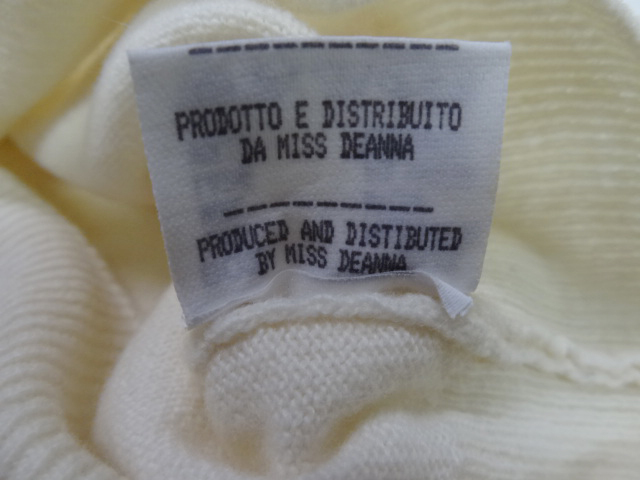 PRODOTTO E DISTRIBUITO
DA MISS DEANNA
PRODUCED AND DISTIBUTED
BY MISS DEANNA